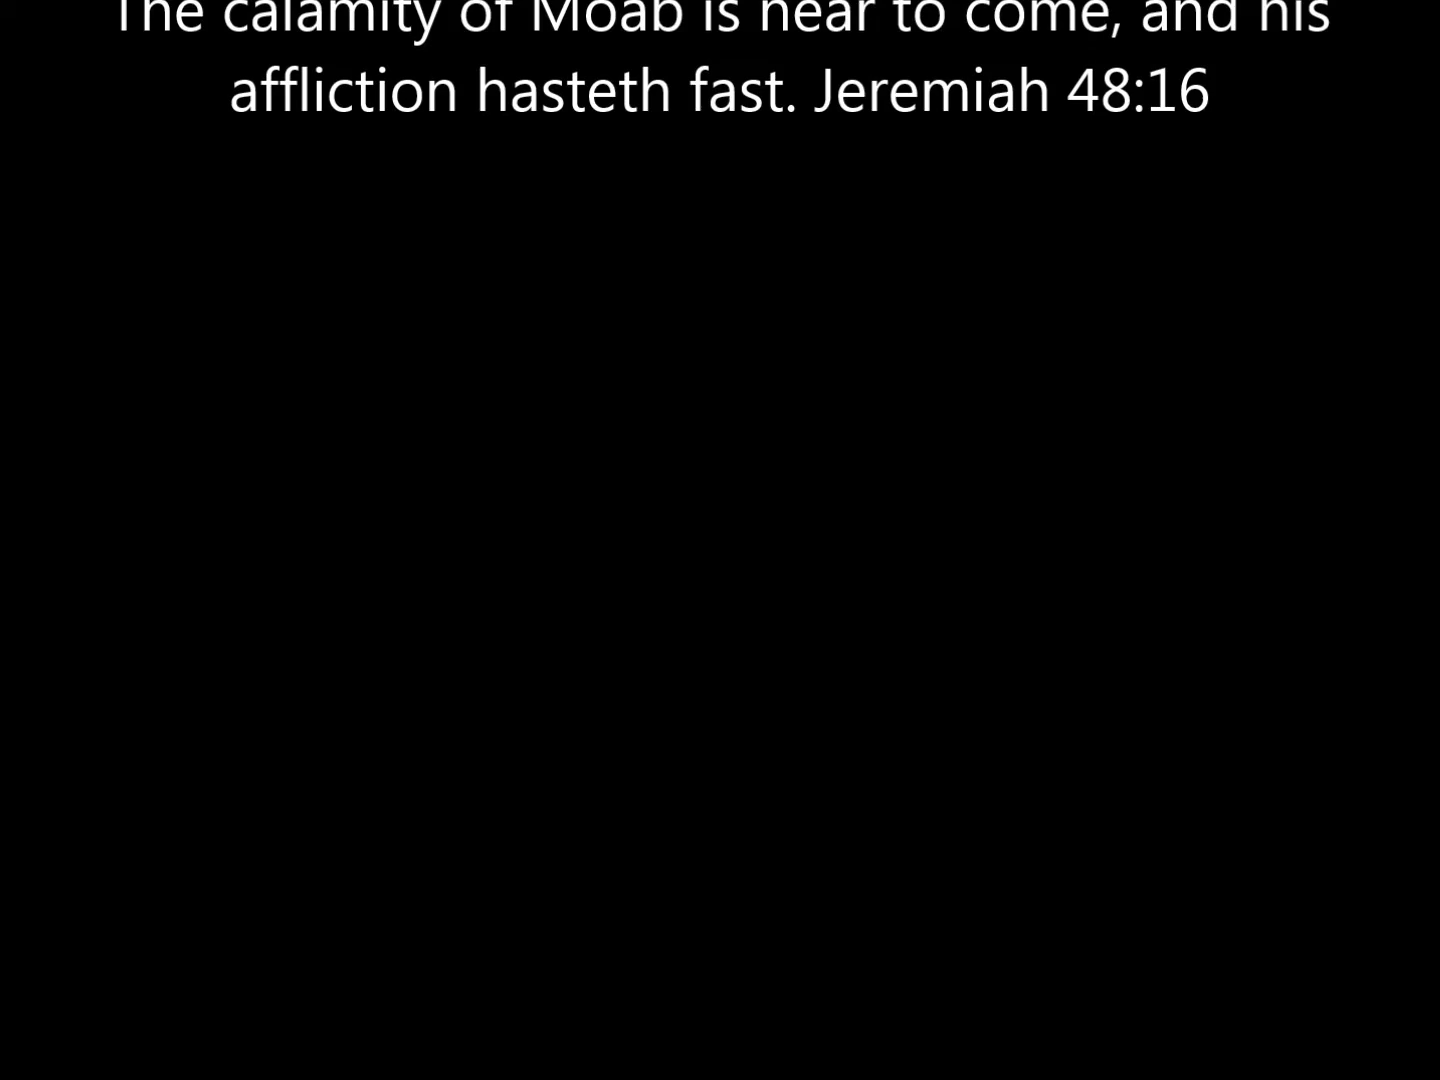 The calamity of Moab is near to come, and his
affliction hasteth fast. Jeremiah 48:16